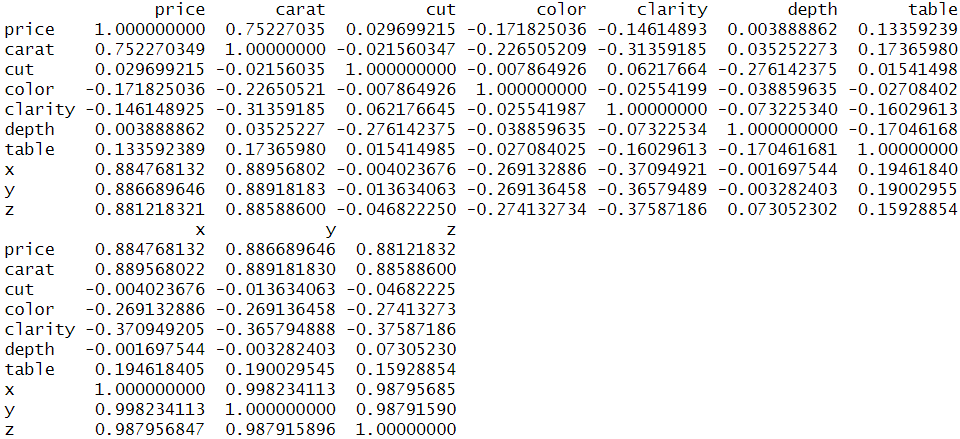 price carat cut color clarity depth table
price 1.000000000 0.75227035 0.029699215 -0.171825036 -0.14614893 0.003888862 0.13359239
carat 0.752270349 1.00000000 -0.021560347 -0.226505209 -0.31359185 0.035252273 0.17365980
cut 0.029699215 -0.02156035 1.000000000 -0.007864926 0.06217664 -0.276142375 0.01541498
color -0.171825036 -0.22650521 -0.007864926 1.000000000 -0.02554199 -0.038859635 -0.02708402
clarity -0.146148925 -0.31359185 0.062176645 -0.025541987 1.00000000 -0.073225340 -0.16029613
depth 0.003888862 0.03525227 -0.276142375 -0.038859635 -0.07322534 1.000000000 -0.17046168
table 0.133592389 0.17365980 0.015414985 -0.027084025 -0.16029613 -0.170461681 1.00000000
x 0.884768132 0.88956802 -0.004023676 -0.269132886 -0.37094921 -0.001697544 0.19461840
y 0.886689646 0.88918183 -0.013634063 -0.269136458 -0.36579489 -0.003282403 0.19002955
z 0.881218321 0.88588600 -0.046822250 -0.274132734 -0.37587186 0.073052302 0.15928854
x y z
price 0.884768132 0.886689646 0.88121832
carat 0.889568022 0.889181830 0.88588600
cut -0.004023676 -0.013634063 -0.04682225
color -0.269132886 -0.269136458 -0.27413273
clarity -0.370949205 -0.365794888 -0.37587186
depth -0.001697544 -0.003282403 0.07305230
table 0.194618405 0.190029545 0.15928854
x 1.000000000 0.998234113 0.98795685
y 0.998234113 1.000000000 0.98791590
z 0.987956847 0.987915896 1.00000000